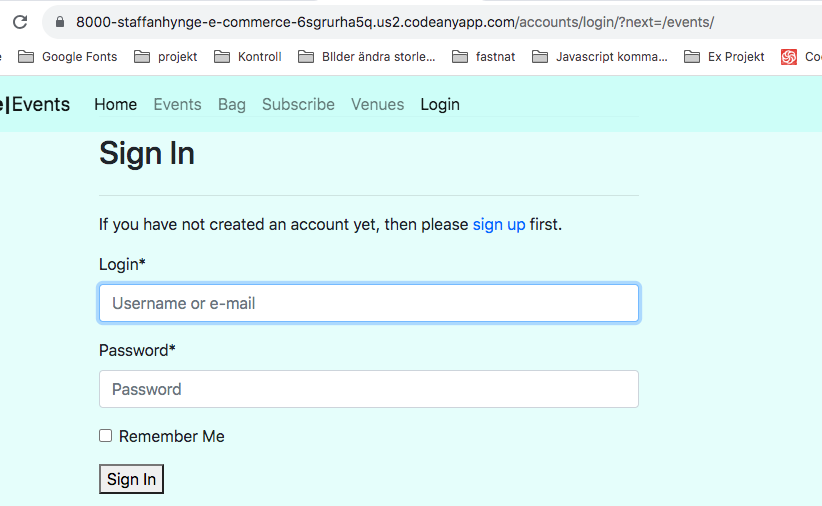 8000-staffanhynge-e-commerce-6sgrurha5q.us2.codeanyapp.com/accounts/login/?next=/events/
Google Fonts projekt Kontroll BIlder ändra storle... fastnat Javascript komma... Ex Projekt Co
e|Events Home Events Bag Subscribe Venues Login
Sign In
If you have not created an account yet, then please sign up first.
Login*
Username or e-mail
Password*
Password
Remember Me
Sign In